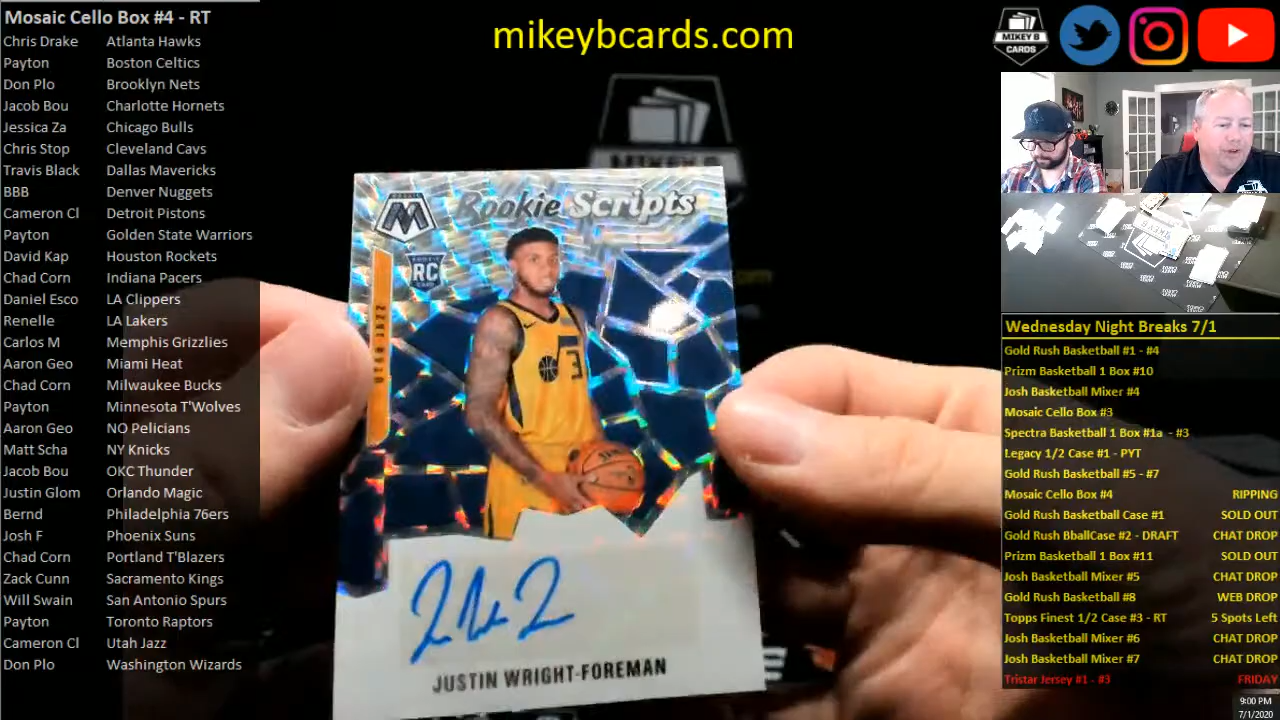 Mosaic Cello Box #4 - RT
Chris Drake Atlanta Hawks
Payton Boston Celtics
Don Plo Brooklyn Nets
Jacob Bou Charlotte Hornets
Jessica Za Chicago Bulls
Chris Stop Cleveland Cavs
Travis Black Dallas Mavericks
BBB Denver Nuggets
Cameron Cl Detroit Pistons
Payton Golden State Warriors
David Kap Houston Rockets
Chad Corn Indiana Pacers
Daniel Esco LA Clippers
Renelle LA Lakers
Carlos M Memphis Grizzlies
Aaron Geo Miami Heat
Chad Corn Milwaukee Bucks
Payton Minnesota T'Wolves
Aaron Geo NO Pelicians
Matt Scha NY Knicks
Jacob Bou OKC Thunder
Justin Glom Orlando Magic
Bernd Philadelphia 76ers
Josh F Phoenix Suns
Chad Corn Portland T'Blazers
Zack Cunn Sacramento Kings
Will Swain San Antonio Spurs
Payton Toronto Raptors
Cameron Cl Utah Jazz
Don Plo Washington Wizards
mikeybcards.com
MIKEY B
Rookie Scripts
M
RC
UTAH JAZZ
3
JUSTIN WRIGHT-FOREMAN
MIKEY B
CARDS
Wednesday Night Breaks 7/1
Gold Rush Basketball #1 - #4
Prizm Basketball 1 Box #10
Josh Basketball Mixer #4
Mosaic Cello Box #3
Spectra Basketball 1 Box #1a - #3
Legacy 1/2 Case #1 - PYT
Gold Rush Basketball #5 - #7
Mosaic Cello Box #4 RIPPING
Gold Rush Basketball Case #1 SOLD OUT
Gold Rush BballCase #2 - DRAFT CHAT DROP
Prizm Basketball 1 Box #11 SOLD OUT
Josh Basketball Mixer #5 CHAT DROP
Gold Rush Basketball #8 WEB DROP
Topps Finest 1/2 Case #3 - RT 5 Spots Left
Josh Basketball Mixer #6 CHAT DROP
Josh Basketball Mixer #7 CHAT DROP
Tristar Jersey #1 - #3 FRIDAY
9:00 PM
7/1/2020